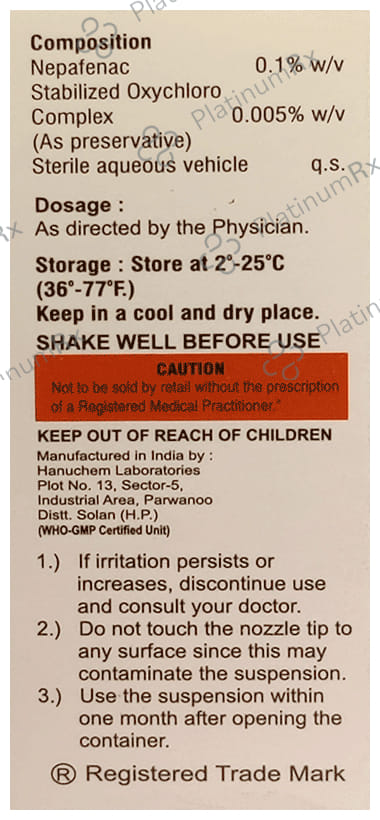 Composition
Nepafenac 0.1% w/v
Stabilized Oxychloro
Complex 0.005% w/v
(As preservative)
Sterile aqueous vehicle q.s.
Dosage :
As directed by the Physician.
Storage : Store at 2°-25°C
(36°-77°F.)
Keep in a cool and dry place.
SHAKE WELL BEFORE USE
CAUTION
Not to be sold by retail without the prescription
of a Registered Medical Practitioner."
KEEP OUT OF REACH OF CHILDREN
Manufactured in India by :
Hanuchem Laboratories
Plot No. 13, Sector-5,
Industrial Area, Parwanoo
Distt. Solan (H.P.)
(WHO-GMP Certified Unit)
1.) If irritation persists or
increases, discontinue use
and consult your doctor.
2.) Do not touch the nozzle tip to
any surface since this may
contaminate the suspension.
3.) Use the suspension within
one month after opening the
container.
® Registered Trade Mark
PlatinumRx
PlatinumRx
PlatinumRx